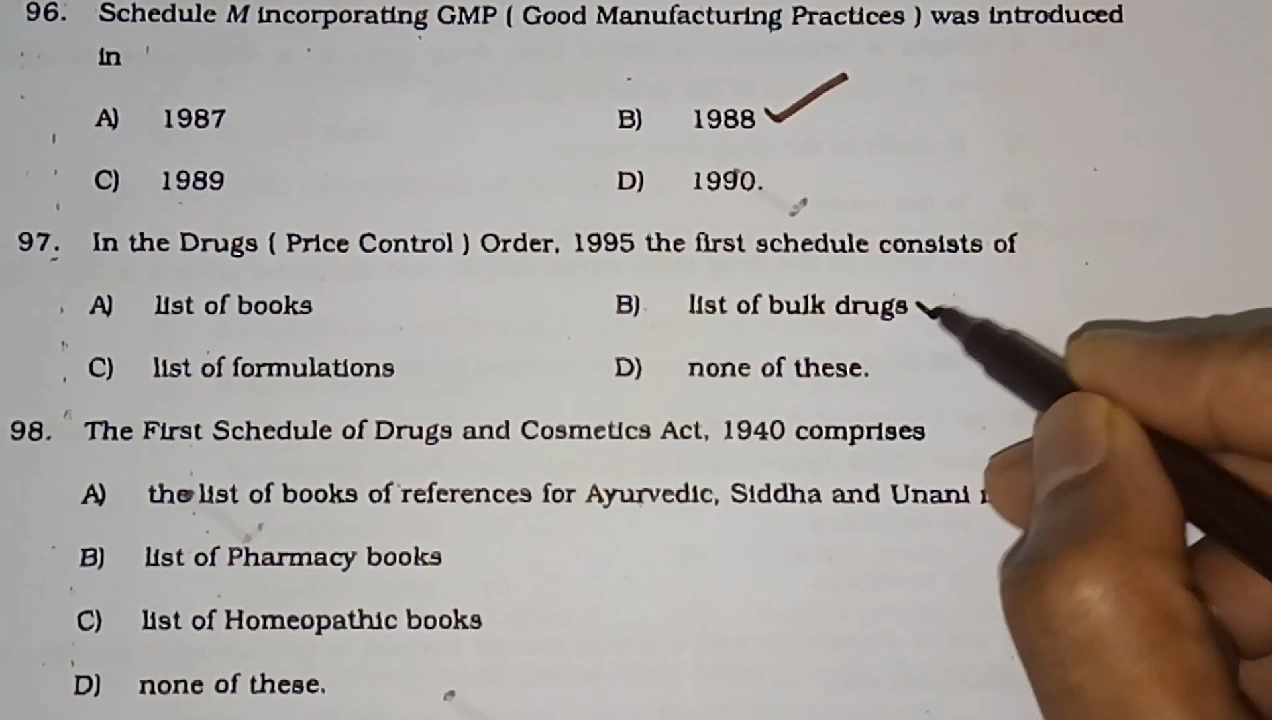 96. Schedule M incorporating GMP ( Good Manufacturing Practices ) was introduced
in
A) 1987 B) 1988
C) 1989 D) 1990.
97. In the Drugs ( Price Control ) Order, 1995 the first schedule consists of
A) list of books B) list of bulk drugs
C) list of formulations D) none of these.
98. The First Schedule of Drugs and Cosmetics Act, 1940 comprises
A) the list of books of references for Ayurvedic, Siddha and Unani
B) list of Pharmacy books
C) list of Homeopathic books
D) none of these.